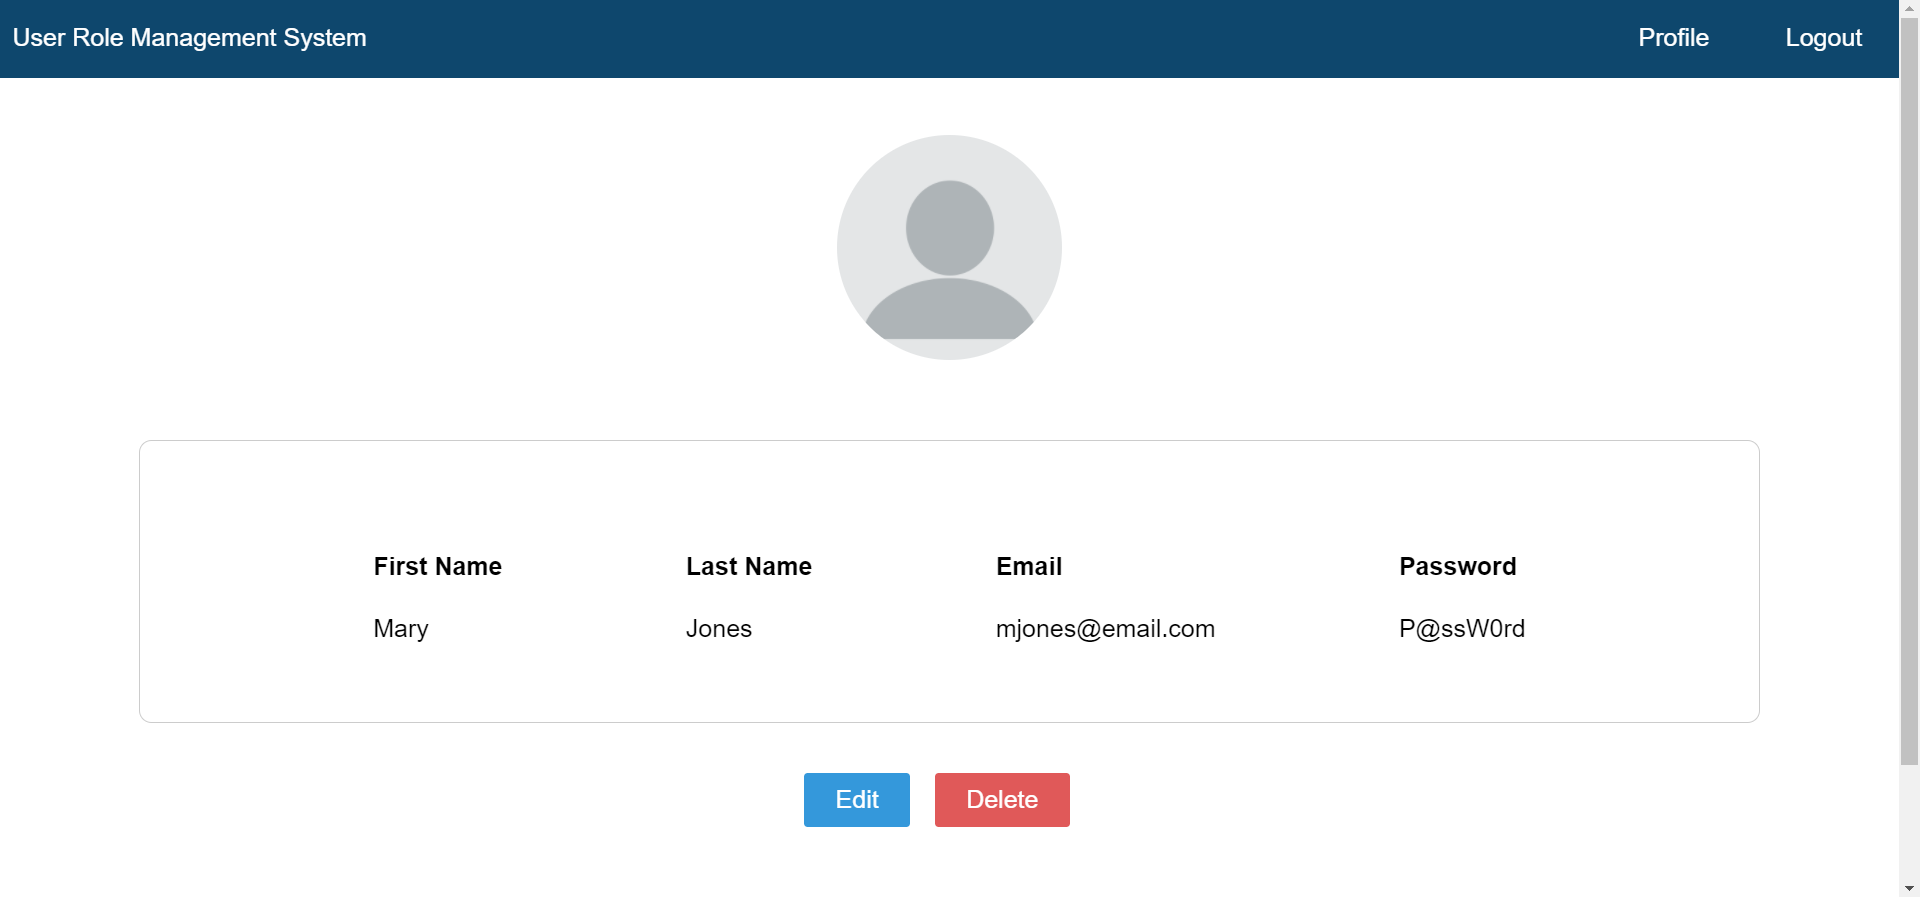 User Role Management System Profile Logout
First Name Last Name Email Password
Mary Jones mjones@email.com P@ssW0rd
Edit Delete